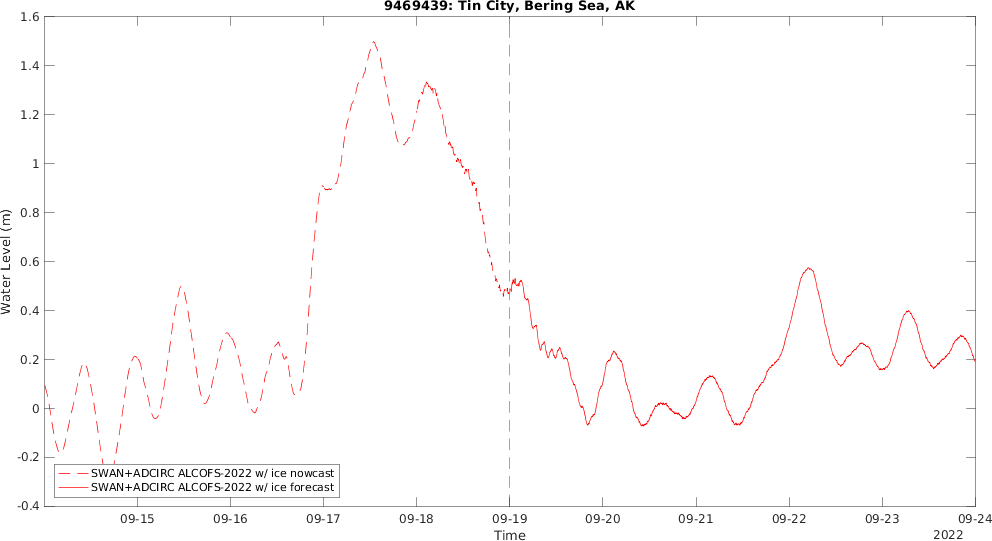 9469439: Tin City, Bering Sea, AK
1.6
1.4
1.2
1
0.8
0.6
0.4
0.2
0
-0.2
-0.4
Water Level (m)
SWAN+ADCIRC ALCOFS-2022 w/ ice nowcast
SWAN+ADCIRC ALCOFS-2022 w/ ice forecast
09-15 09-16 09-17 09-18 09-19 09-20 09-21 09-22 09-23 09-24
Time
2022